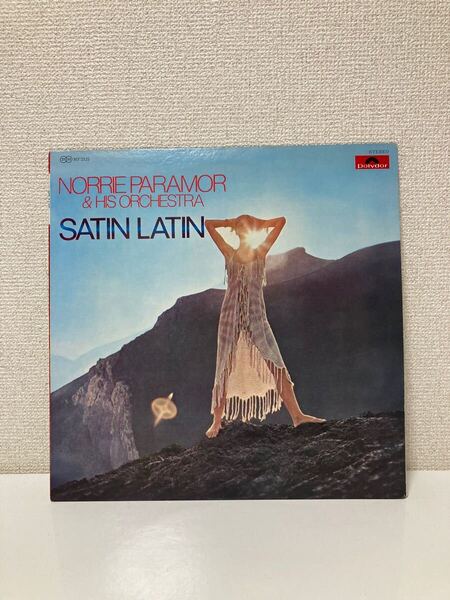 STEREO
Polydor
NORRIE PARAMOR
& HIS ORCHESTRA
SATIN LATIN